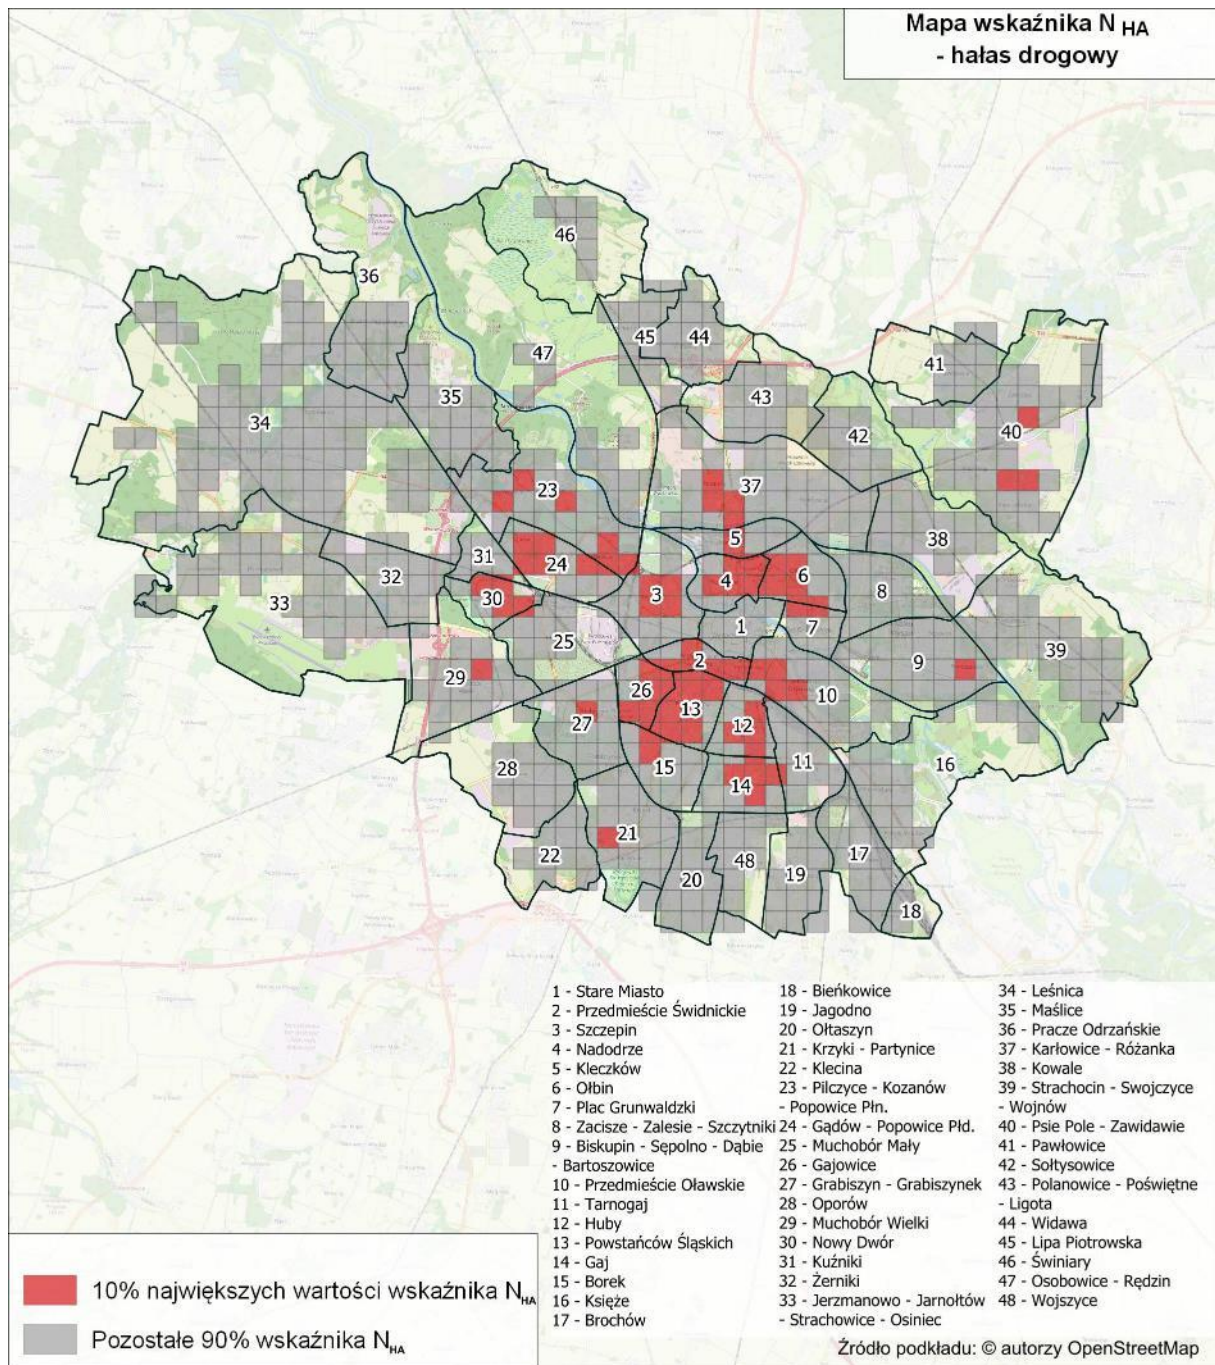 Mapa wskaźnika N HA
- hałas drogowy
46
36
45
44
47
41
35
43
34
40
42
23
37
5
38
31
24
6
32
4
8
33
30
3
1
7
25
39
2
9
29
26
10
13
27
12
28
15
11
16
14
21
22
48
17
20
19
18
1 - Stare Miasto
2 - Przedmieście Świdnickie
3 - Szczepin
4 - Nadodrze
5 - Kleczków
6 - Ołbin
7 - Plac Grunwaldzki
8 - Zacisze - Zalesie - Szczytniki
9 - Biskupin - Sępolno - Dąbie
- Bartoszowice
10 - Przedmieście Oławskie
11 - Tarnogaj
12 - Huby
13 - Powstańców Śląskich
14 - Gaj
15 - Borek
16 - Księże
17 - Brochów
18 - Bieńkowice
19 - Jagodno
20 - Ołtaszyn
21 - Krzyki - Partynice
22 - Klecina
23 - Pilczyce - Kozanów
- Popowice Płn.
24 - Gądów - Popowice Płd.
25 - Muchobór Mały
26 - Gajowice
27 - Grabiszyn - Grabiszynek
28 - Oporów
29 - Muchobór Wielki
30 - Nowy Dwór
31 - Kuźniki
32 - Żerniki
33 - Jerzmanowo - Jarnołtów
- Strachowice - Osiniec
34 - Leśnica
35 - Maślice
36 - Pracze Odrzańskie
37 - Karłowice - Różanka
38 - Kowale
39 - Strachocin - Swojczyce
- Wojnów
40 - Psie Pole - Zawidawie
41 - Pawłowice
42 - Sołtysowice
43 - Polanowice - Poświętne
- Ligota
44 - Widawa
45 - Lipa Piotrowska
46 - Świniary
47 - Osobowice - Rędzin
48 - Wojszyce
10% największych wartości wskaźnika N HA
Pozostałe 90% wskaźnika N HA
Źródło podkładu: © autorzy OpenStreetMap